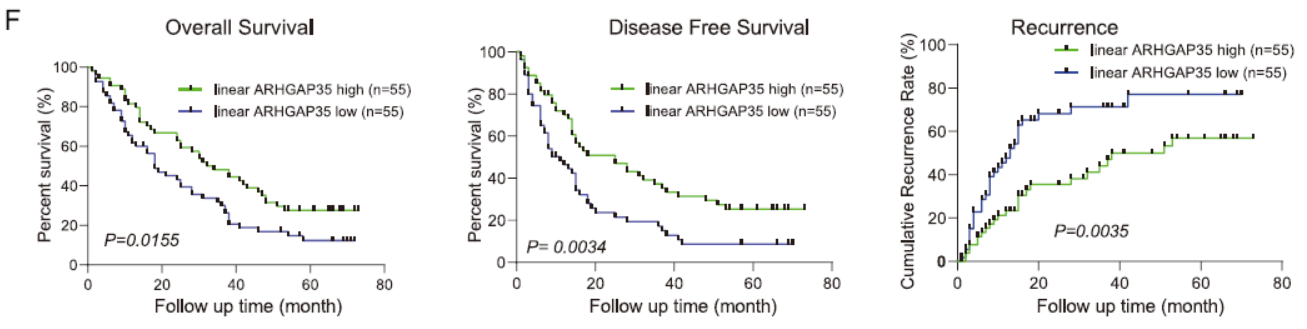 F
Overall Survival
linear ARHGAP35 high (n=55)
linear ARHGAP35 low (n=55)
Percent survival (%)
100
80
60
40
20
0
P=0.0155
0 20 40 60 80
Follow up time (month)
Disease Free Survival
linear ARHGAP35 high (n=55)
linear ARHGAP35 low (n=55)
Percent survival (%)
100
80
60
40
20
0
P= 0.0034
0 20 40 60 80
Follow up time (month)
Recurrence
linear ARHGAP35 high (n=55)
linear ARHGAP35 low (n=55)
Cumulative Recurrence Rate (%)
100
80
60
40
20
0
P=0.0035
0 20 40 60 80
Follow up time (month)